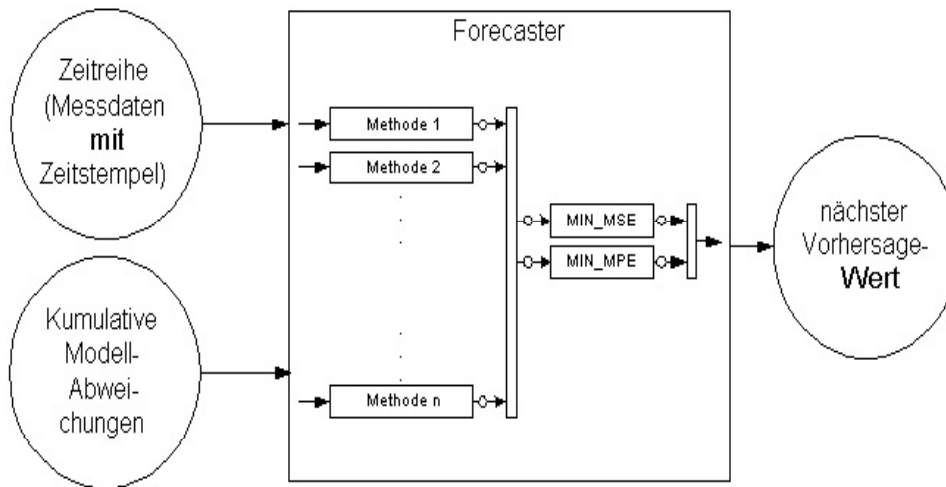 Forecaster
Zeitreihe
(Messdaten
mit
Zeitstempel)
Methode 1
Methode 2
MIN_MSE
MIN_MPE
nächster
Vorhersage-
Wert
Kumulative
Modell-
Abwei-
chungen
Methode n